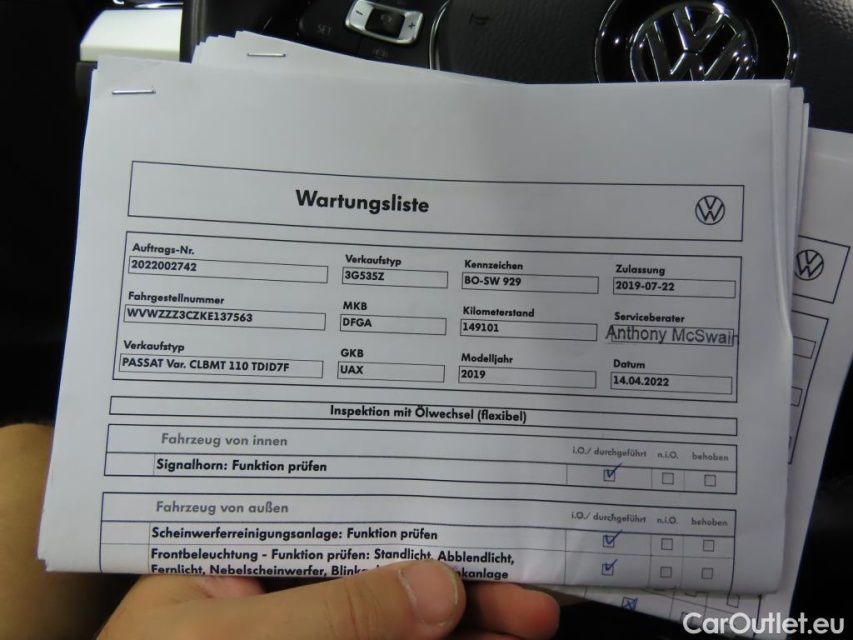 SET
Wartungsliste
Auftrags-Nr.
2022002742
Verkaufstyp
3G535Z
Kennzeichen
BO-SW 929
Zulassung
2019-07-22
Fahrgestellnummer
WVWZZZ3CZKE137563
MKB
DFGA
Kilometerstand
149101
Serviceberater
Anthony McSwain
Verkaufstyp
PASSAT Var. CLBMT 110 TDID7F
GKB
UAX
Modelljahr
2019
Datum
14.04.2022
Inspektion mit Ölwechsel (flexibel)
Fahrzeug von innen
i.O./ durchgeführt n.i.O. behoben
Signalhorn: Funktion prüfen
Fahrzeug von außen
i.O./ durchgeführt n.i.O. behoben
Scheinwerferreinigungsanlage: Funktion prüfen
Frontbeleuchtung - Funktion prüfen: Standlicht, Abblendlicht,
Fernlicht, Nebelscheinwerfer,
CarOutlet.eu